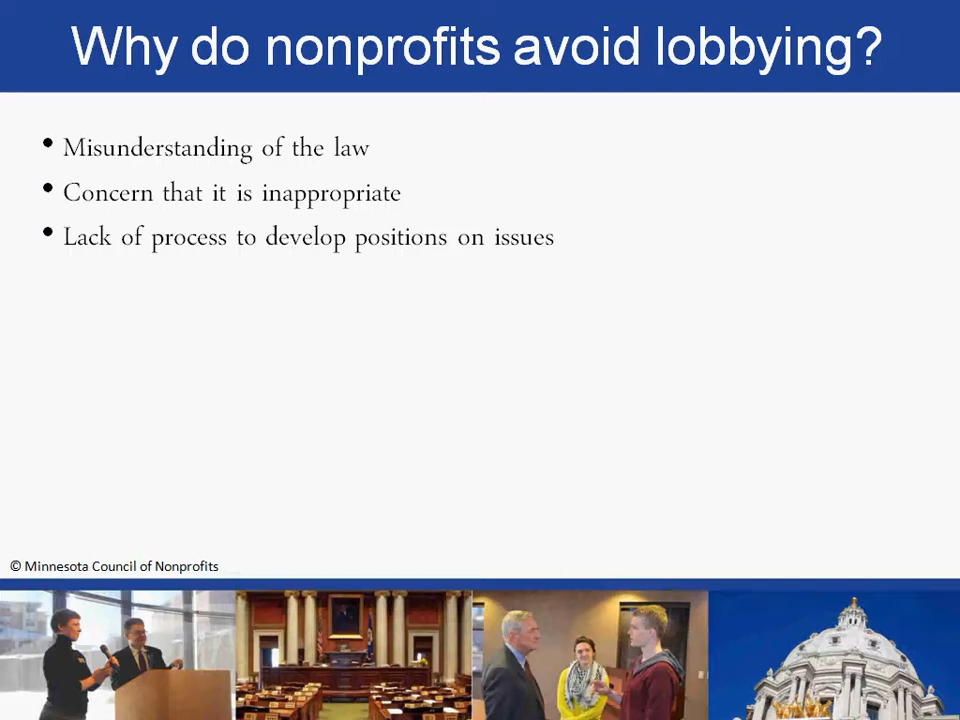 Why do nonprofits avoid lobbying?
• Misunderstanding of the law
• Concern that it is inappropriate
• Lack of process to develop positions on issues
© Minnesota Council of Nonprofits